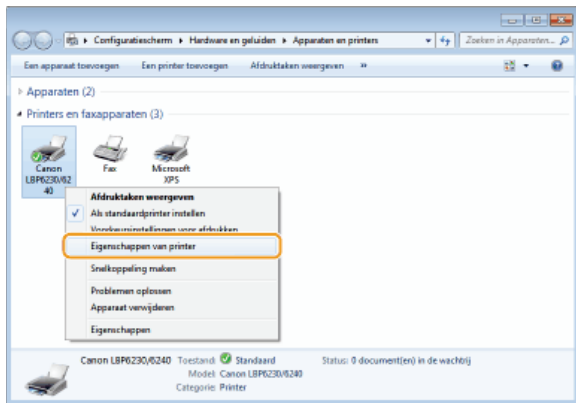 Configuratiescherm ▸ Hardware en geluiden ▸ Apparaten en printers
Zoeken in Apparaten...
Een apparaat toevoegen Een printer toevoegen Afdruktaken weergeven »
Apparaten (2)
Printers en faxapparaten (3)
Canon LBP6230/62 40
Fax
Microsoft XPS
Afdruktaken weergeven
Als standaardprinter instellen
Voorkeursinstellingen voor afdrukken
Eigenschappen van printer
Snelkoppeling maken
Problemen oplossen
Apparaat verwijderen
Eigenschappen
Canon LBP6230/6240 Toestand: Standaard Status: 0 document(en) in de wachtrij
Model: Canon LBP6230/6240
Categorie: Printer